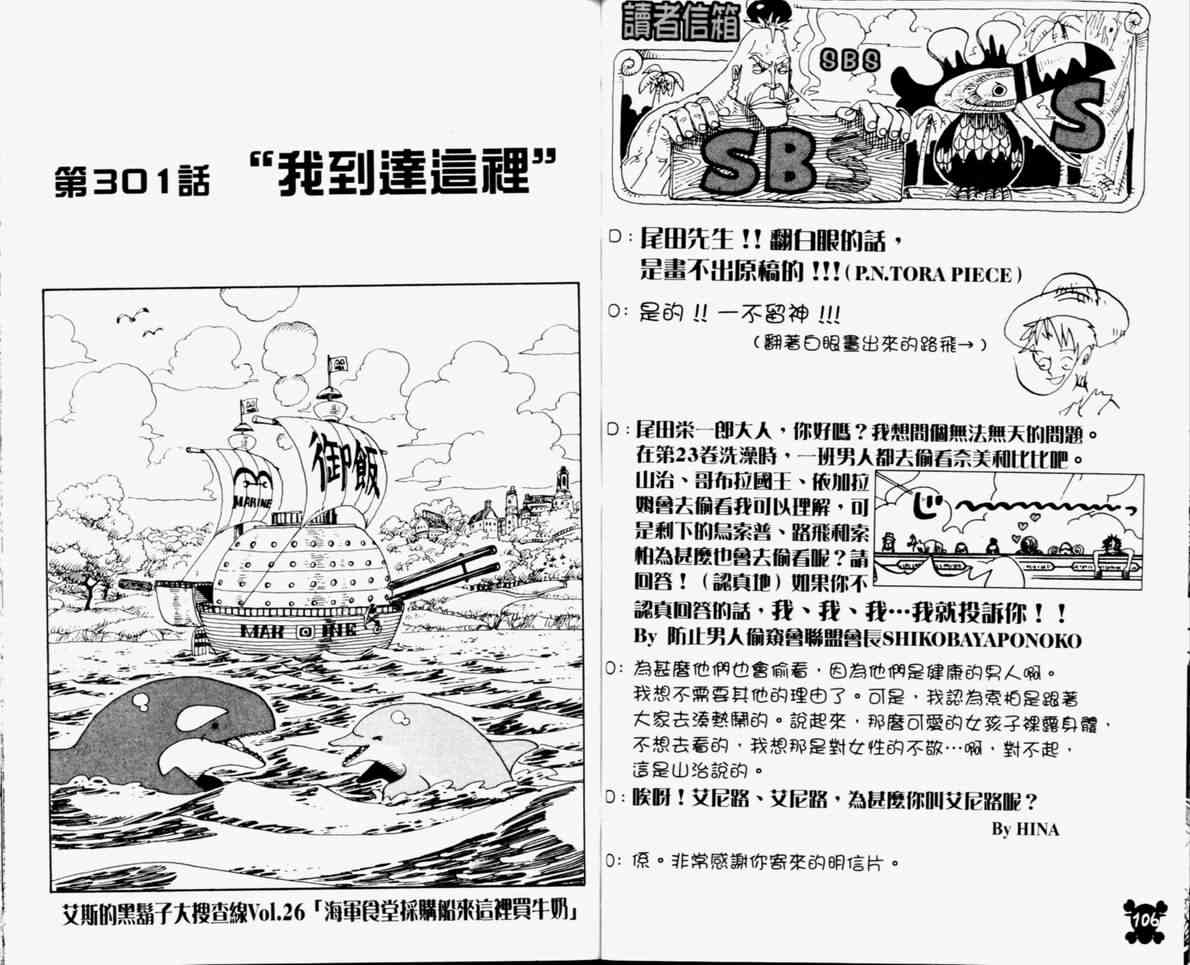 讀者信箱
SBS
SBS
S
D：尾田先生！！翻白眼的話，
是畫不出原稿的！！！（P.N.TORA PIECE）
O：是的！！一不留神！！！
（翻著白眼畫出來的路飛→）
D：尾田栄一郎大人，你好嗎？我想問個無法無天的問題。
在第23卷洗澡時，一班男人都去偷看奈美和比比吧。
山治、哥布拉國王、依加拉
姆會去偷看我可以理解，可
是剩下的烏索普、路飛和索
柏為甚麼也會去偷看呢？請
回答！（認真地）如果你不
認真回答的話，我、我、我…我就投訴你！！
By 防止男人偷窺會聯盟會長SHIKOBAYAPONOKO
じ～
O：為甚麼他們也會偷看，因為他們是健康的男人啊。
我想不需要其他的理由了。可是，我認為索柏是跟著
大家去湊熱鬧的。說起來，那麼可愛的女孩子裸露身體，
不想去看的，我想那是對女性的不敬…啊，對不起，
這是山治說的。
D：唉呀！艾尼路、艾尼路，為甚麼你叫艾尼路呢？
By HINA
O：係。非常感謝你寄來的明信片。
106
第301話 “我到達這裡”
御飯
MARINE
MARINE
艾斯的黑鬍子大搜查線Vol.26「海軍食堂採購船來這裡買牛奶」